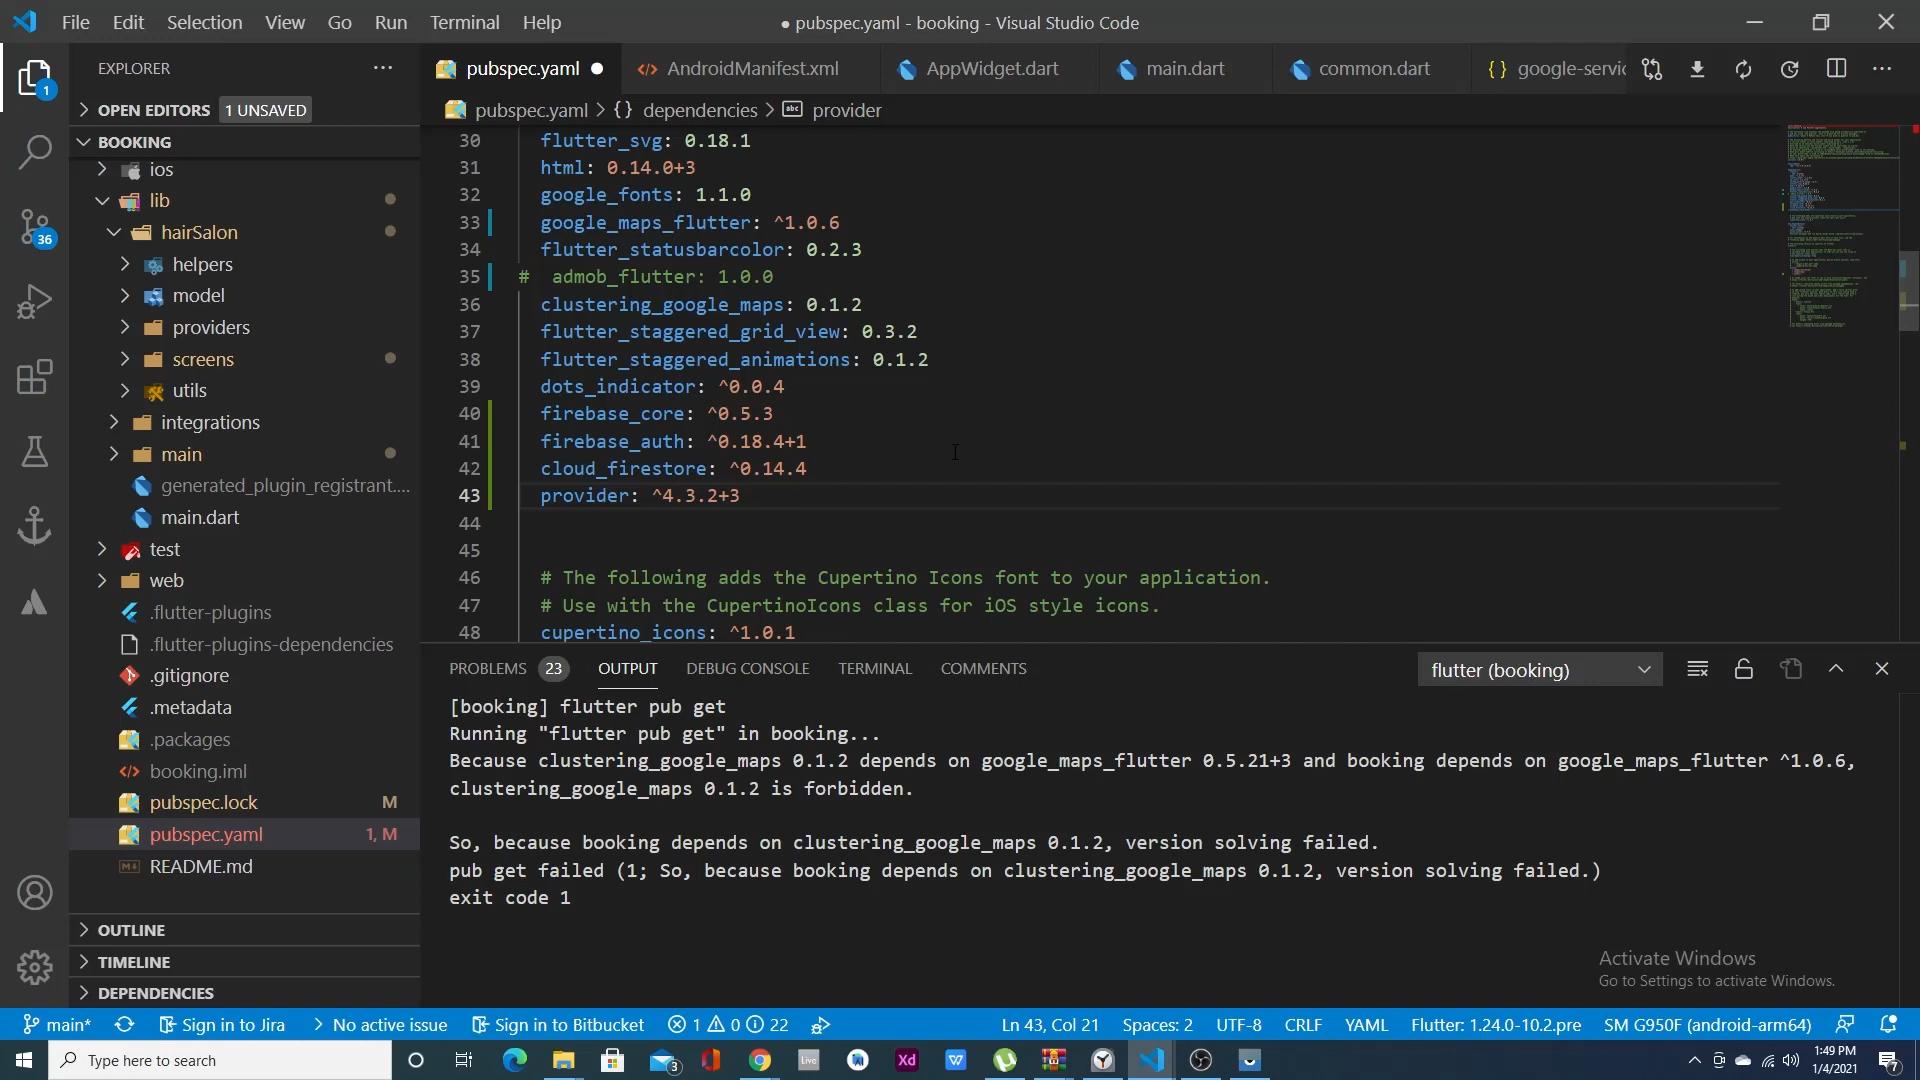 File Edit Selection View Go Run Terminal Help
● pubspec.yaml - booking - Visual Studio Code
EXPLORER
pubspec.yaml
AndroidManifest.xml
AppWidget.dart
main.dart
common.dart
{ } google-servic
1
OPEN EDITORS 1 UNSAVED
pubspec.yaml > {} dependencies > abc provider
BOOKING
ios
lib
hairSalon
helpers
model
providers
screens
utils
integrations
main
generated_plugin_registrant....
main.dart
test
web
.flutter-plugins
.flutter-plugins-dependencies
.gitignore
.metadata
.packages
booking.iml
pubspec.lock M
pubspec.yaml 1, M
README.md
OUTLINE
TIMELINE
DEPENDENCIES
36
30 flutter_svg: 0.18.1
31 html: 0.14.0+3
32 google_fonts: 1.1.0
33 google_maps_flutter: ^1.0.6
34 flutter_statusbarcolor: 0.2.3
35 # admob_flutter: 1.0.0
36 clustering_google_maps: 0.1.2
37 flutter_staggered_grid_view: 0.3.2
38 flutter_staggered_animations: 0.1.2
39 dots_indicator: ^0.0.4
40 firebase_core: ^0.5.3
41 firebase_auth: ^0.18.4+1
42 cloud_firestore: ^0.14.4
43 provider: ^4.3.2+3
44
45
46 # The following adds the Cupertino Icons font to your application.
47 # Use with the CupertinoIcons class for iOS style icons.
48 cupertino_icons: ^1.0.1
PROBLEMS 23 OUTPUT DEBUG CONSOLE TERMINAL COMMENTS
flutter (booking)
[booking] flutter pub get
Running "flutter pub get" in booking...
Because clustering_google_maps 0.1.2 depends on google_maps_flutter 0.5.21+3 and booking depends on google_maps_flutter ^1.0.6,
clustering_google_maps 0.1.2 is forbidden.
So, because booking depends on clustering_google_maps 0.1.2, version solving failed.
pub get failed (1; So, because booking depends on clustering_google_maps 0.1.2, version solving failed.)
exit code 1
Activate Windows
Go to Settings to activate Windows.
main* Sign in to Jira No active issue Sign in to Bitbucket 1 0 22
Ln 43, Col 21 Spaces: 2 UTF-8 CRLF YAML Flutter: 1.24.0-10.2.pre SM G950F (android-arm64)
Type here to search
3
Live
Xd
W
1:49 PM
1/4/2021
7